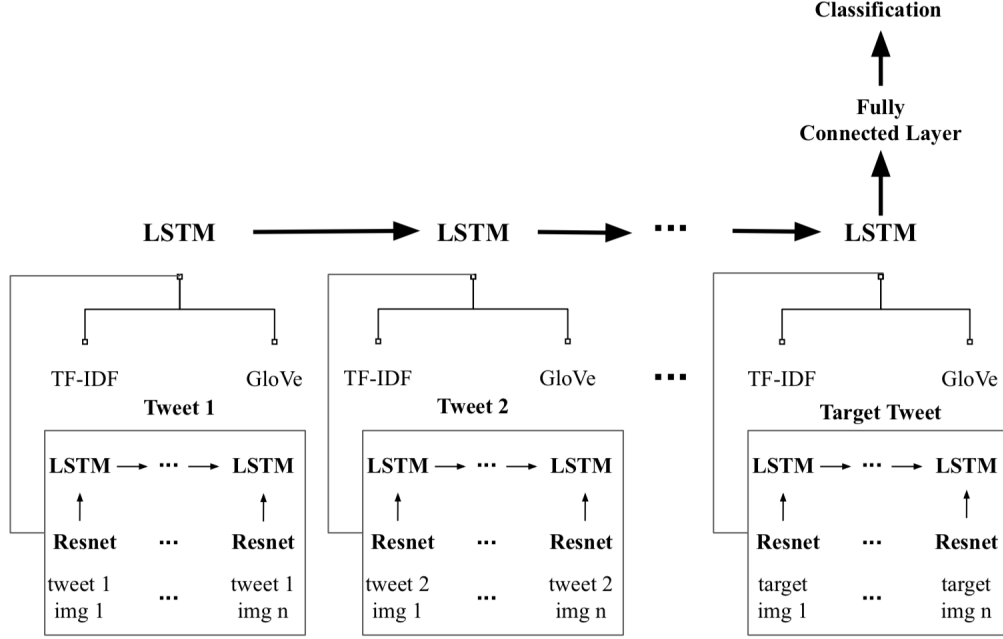 Classification
Fully
Connected Layer
LSTM LSTM ... LSTM
TF-IDF GloVe TF-IDF GloVe ... TF-IDF GloVe
Tweet 1 Tweet 2 Target Tweet
LSTM ... LSTM LSTM ... LSTM LSTM ... LSTM
Resnet ... Resnet Resnet ... Resnet Resnet ... Resnet
tweet 1 ... tweet 1 tweet 2 ... tweet 2 target ... target
img 1 img n img 1 img n img 1 img n